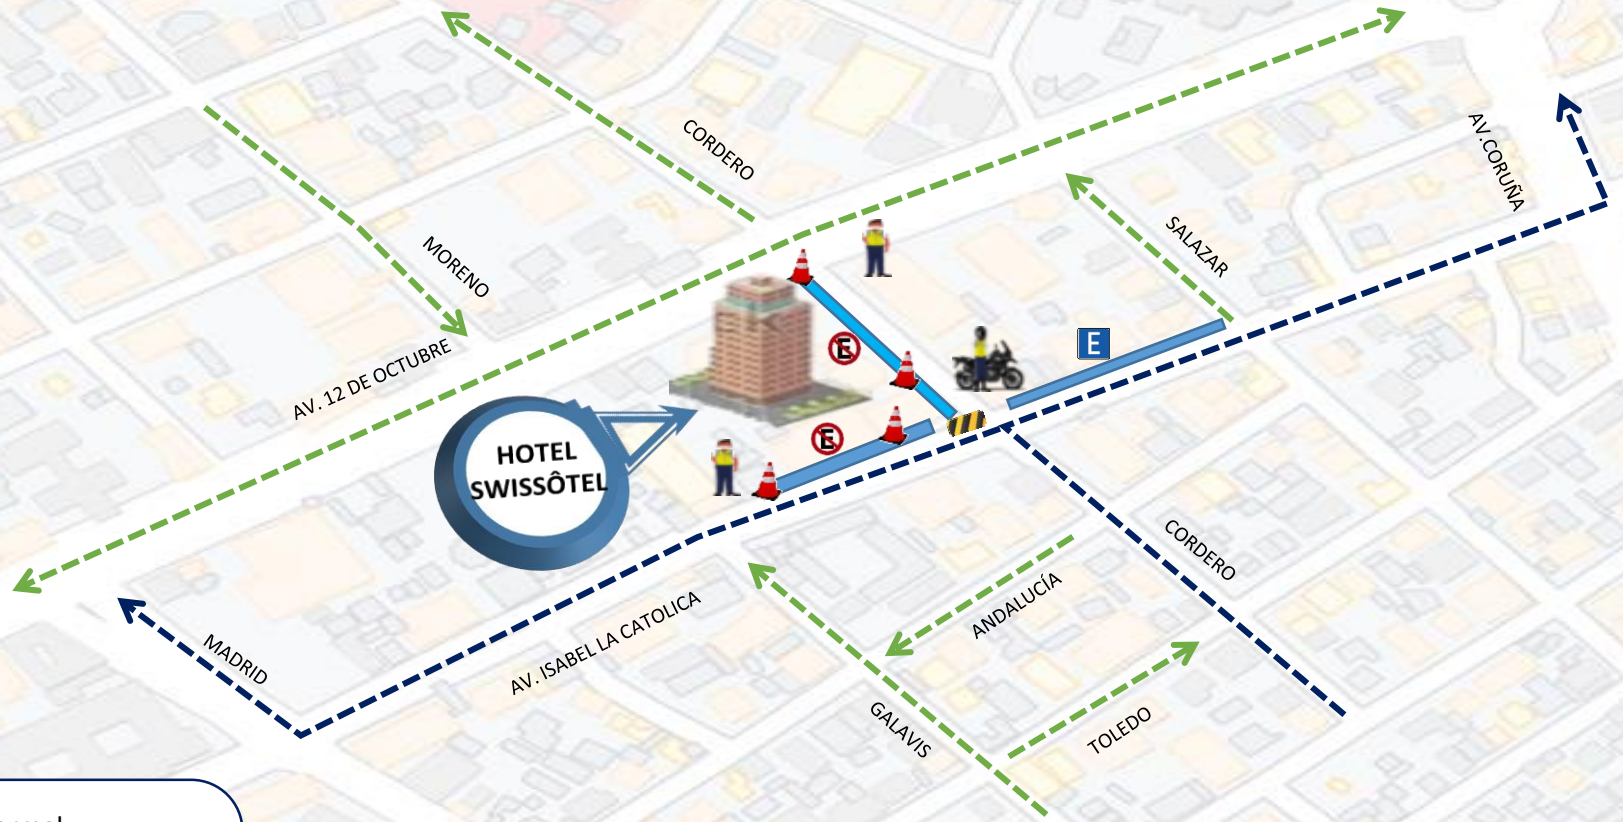 CORDERO
AV.CORUÑA
MORENO
SALAZAR
AV. 12 DE OCTUBRE
E
E
E
HOTEL
SWISSÔTEL
CORDERO
ANDALUCÍA
AV. ISABEL LA CATOLICA
MADRID
GALAVIS
TOLEDO